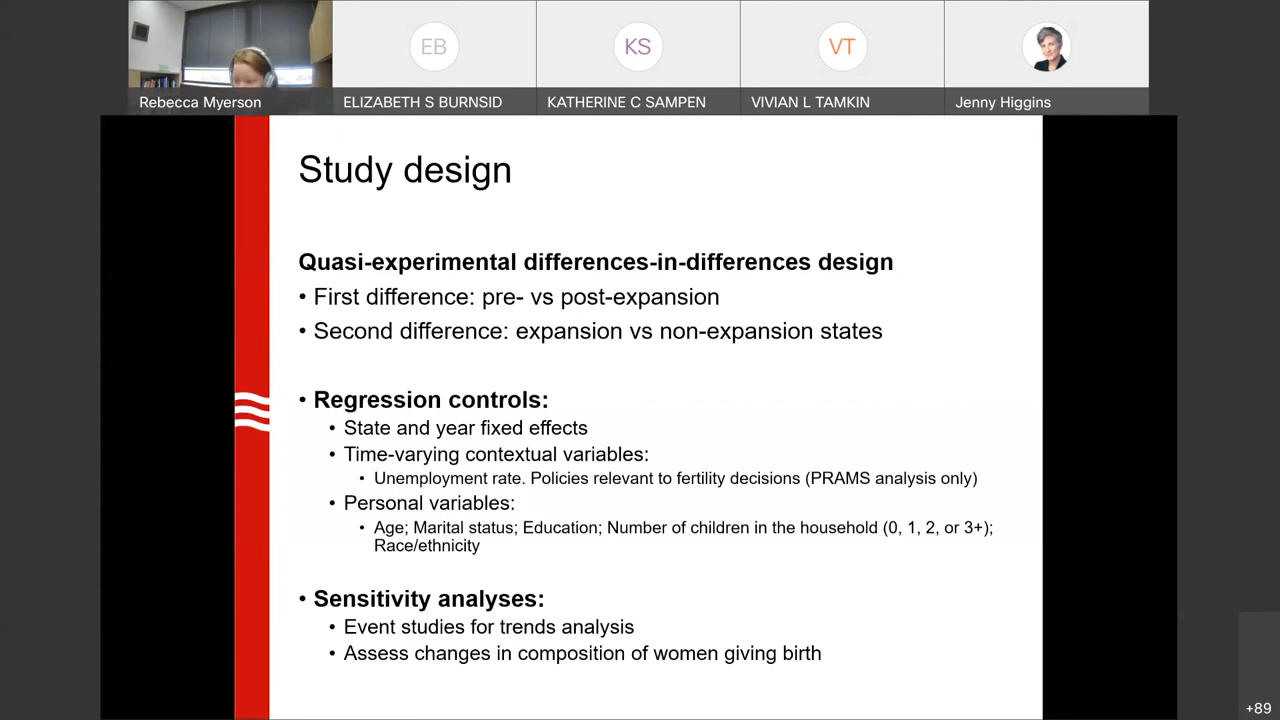 EB
KS
VT
Rebecca Myerson
ELIZABETH S BURNSID
KATHERINE C SAMPEN
VIVIAN L TAMKIN
Jenny Higgins
Study design
Quasi-experimental differences-in-differences design
• First difference: pre- vs post-expansion
• Second difference: expansion vs non-expansion states
• Regression controls:
• State and year fixed effects
• Time-varying contextual variables:
• Unemployment rate. Policies relevant to fertility decisions (PRAMS analysis only)
• Personal variables:
• Age; Marital status; Education; Number of children in the household (0, 1, 2, or 3+);
Race/ethnicity
• Sensitivity analyses:
• Event studies for trends analysis
• Assess changes in composition of women giving birth
+89